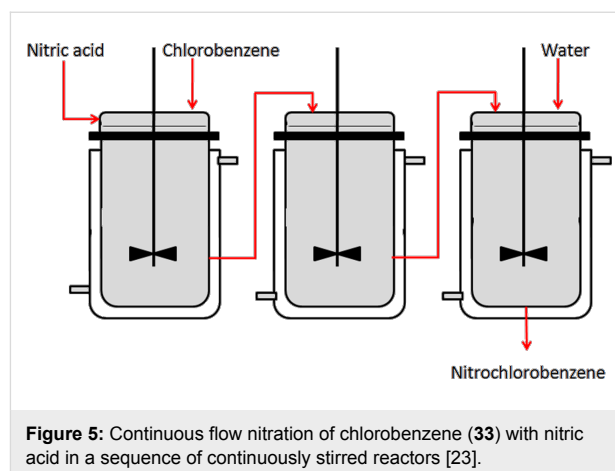 Nitric acid
Chlorobenzene
Water
Nitrochlorobenzene
Figure 5: Continuous flow nitration of chlorobenzene (33) with nitric
acid in a sequence of continuously stirred reactors [23].